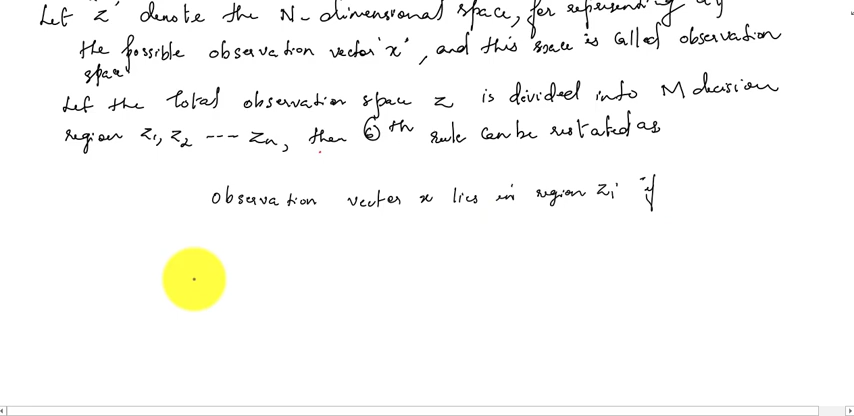 Let Z' denote the N-dimensional space, for representing
the possible observation vector 'x', and this space is called observation
space
Let the total observation space Z is divided into M decision
region Z1, Z2 --- Zn, then 6th rule can be restated as
observation vector x lies in region Zi if